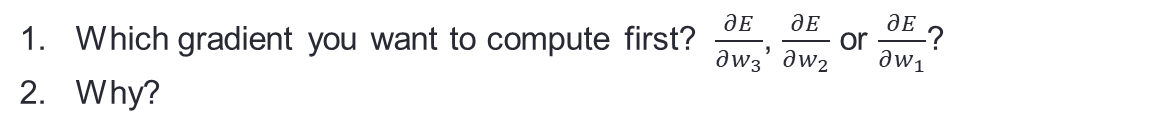 1. Which gradient you want to compute first? ∂E/∂w₃, ∂E/∂w₂ or ∂E/∂w₁?
2. Why?